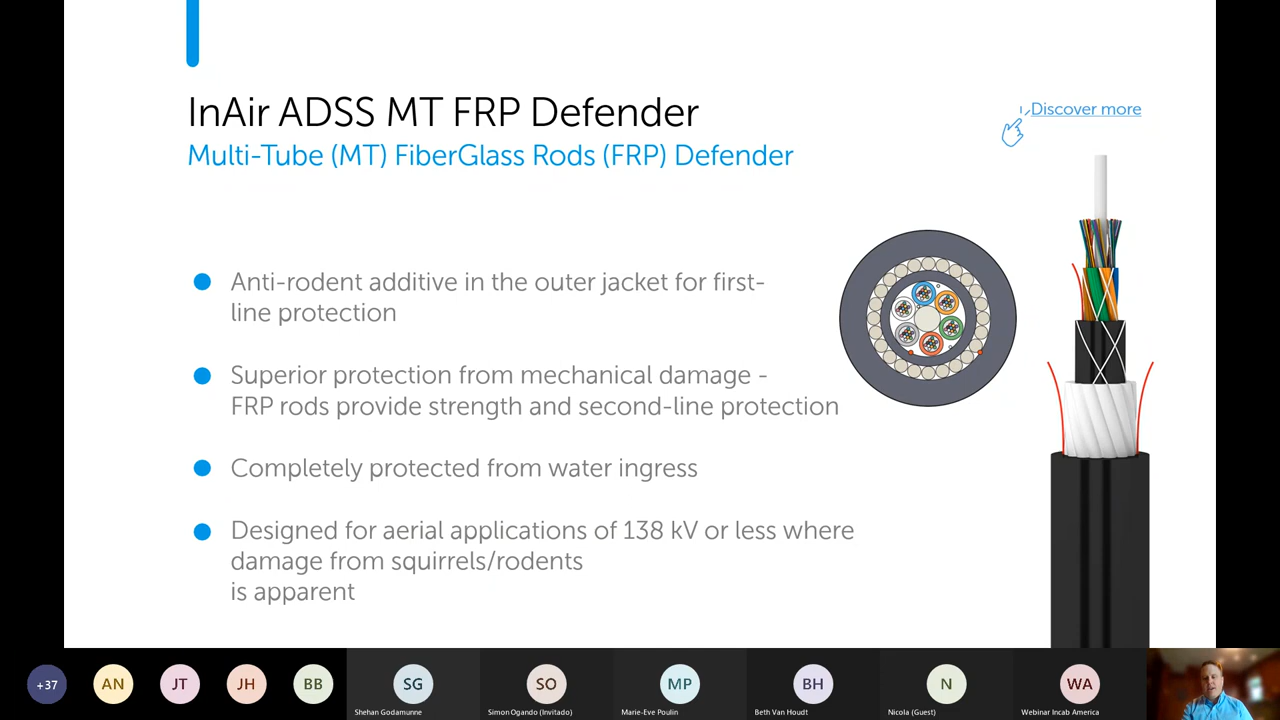 InAir ADSS MT FRP Defender
Discover more
Multi-Tube (MT) FiberGlass Rods (FRP) Defender
Anti-rodent additive in the outer jacket for first-
line protection
Superior protection from mechanical damage -
FRP rods provide strength and second-line protection
Completely protected from water ingress
Designed for aerial applications of 138 kV or less where
damage from squirrels/rodents
is apparent
+37
AN
JT
JH
BB
SG
SO
MP
BH
N
WA
Shehan Godamunne
Simon Ogando (Invitado)
Marie-Eve Poulin
Beth Van Houdt
Nicola (Guest)
Webinar Incab America